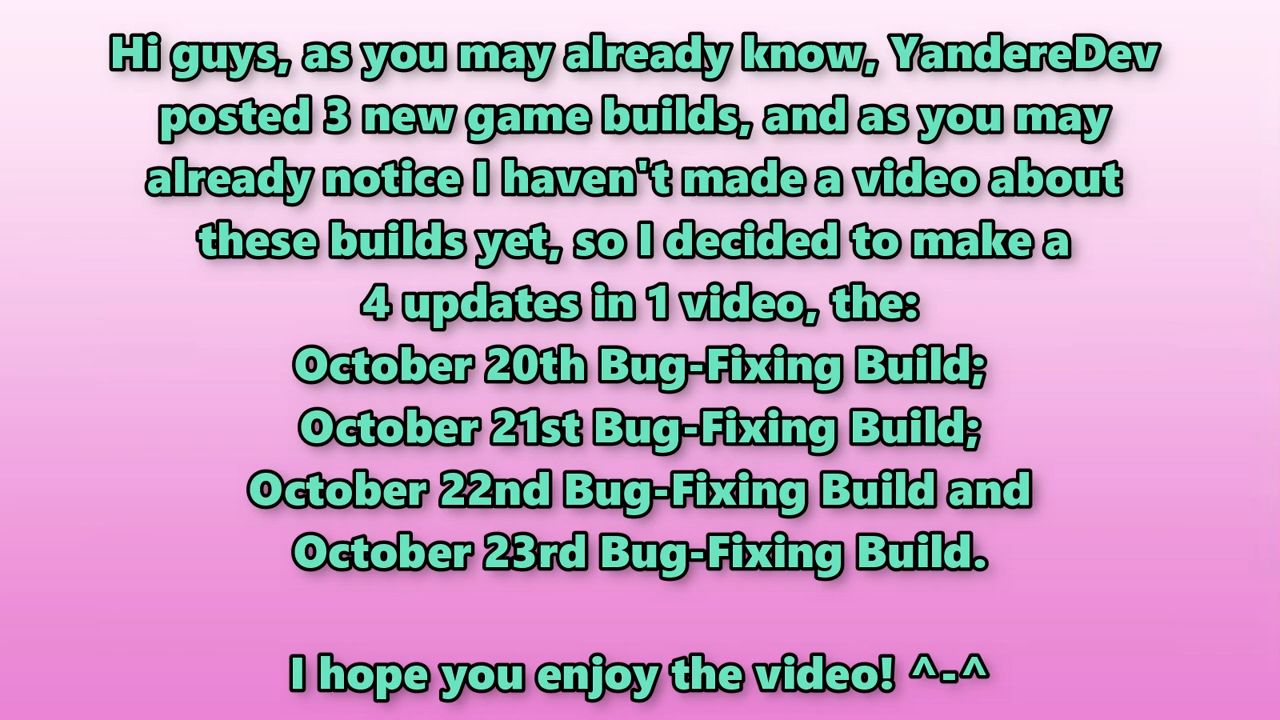 Hi guys, as you may already know, YandereDev
posted 3 new game builds, and as you may
already notice I haven't made a video about
these builds yet, so I decided to make a
4 updates in 1 video, the:
October 20th Bug-Fixing Build;
October 21st Bug-Fixing Build;
October 22nd Bug-Fixing Build and
October 23rd Bug-Fixing Build.
I hope you enjoy the video! ^-^